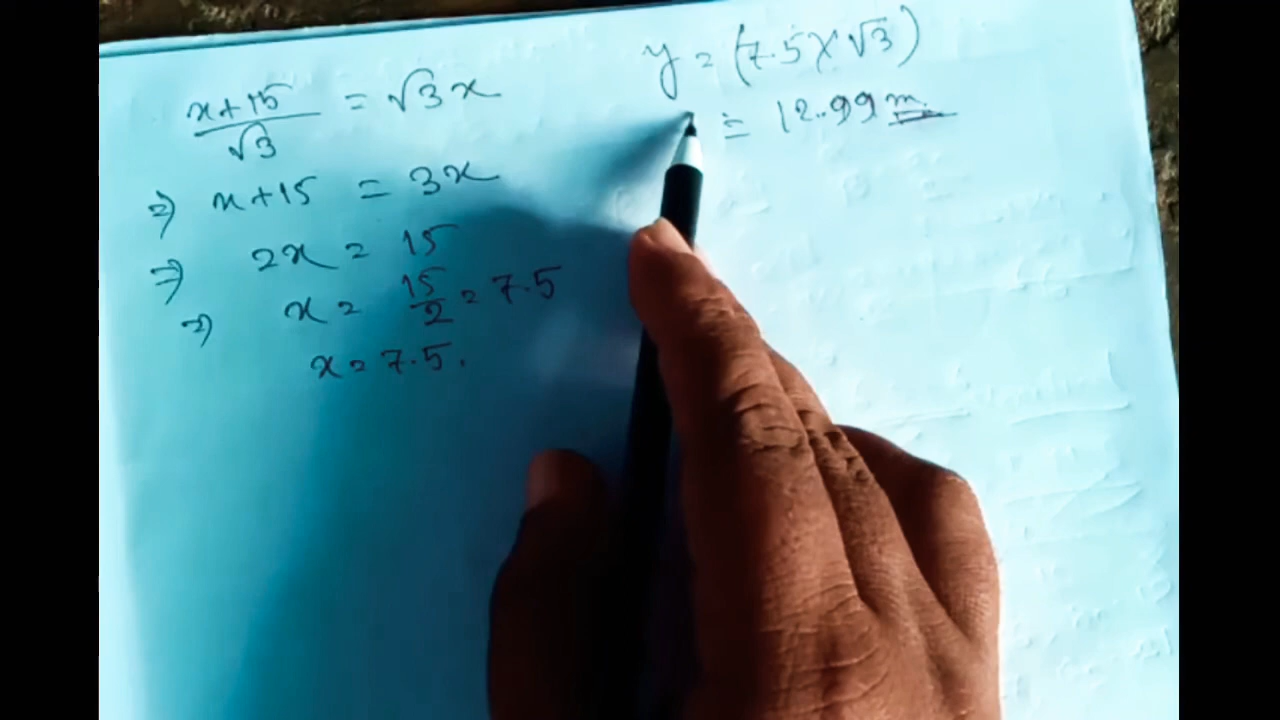 x+15/√3 = √3x
⇒ x+15 = 3x
⇒ 2x = 15
⇒ x = 15/2 = 7.5
x = 7.5.
y = (7.5 × √3)
= 12.99 m.